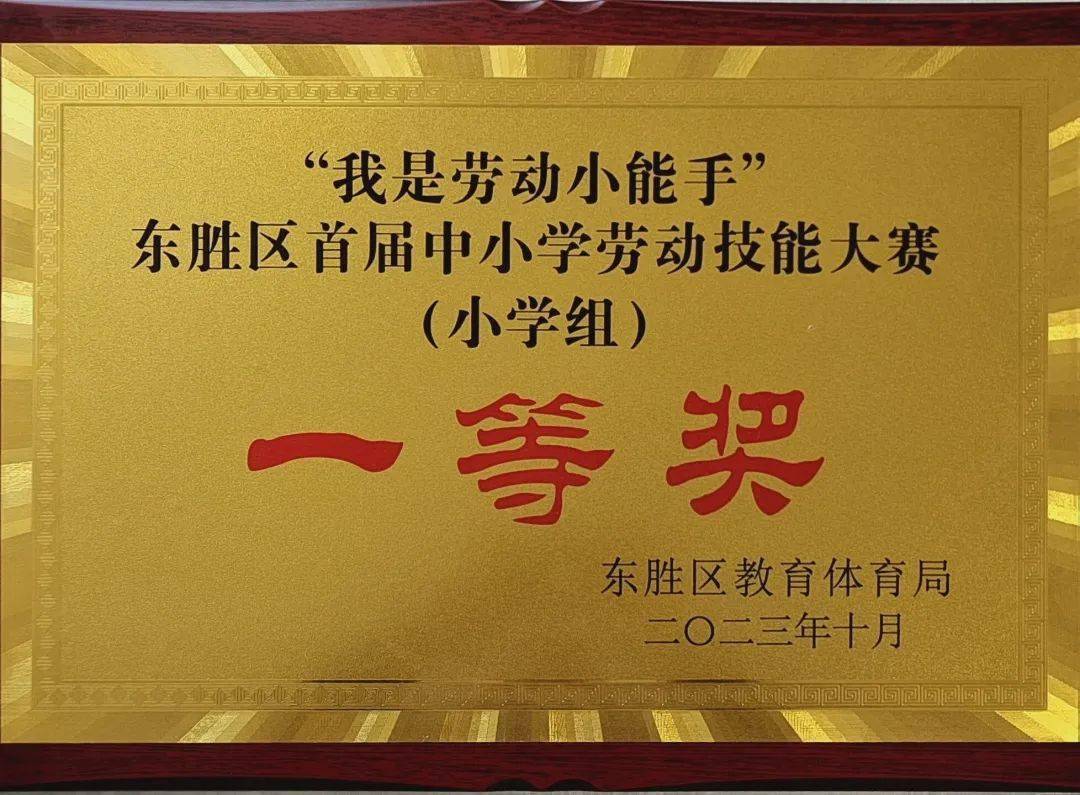 “我是劳动小能手”
东胜区首届中小学劳动技能大赛
（小学组）
一等奖
东胜区教育体育局
二〇二三年十月